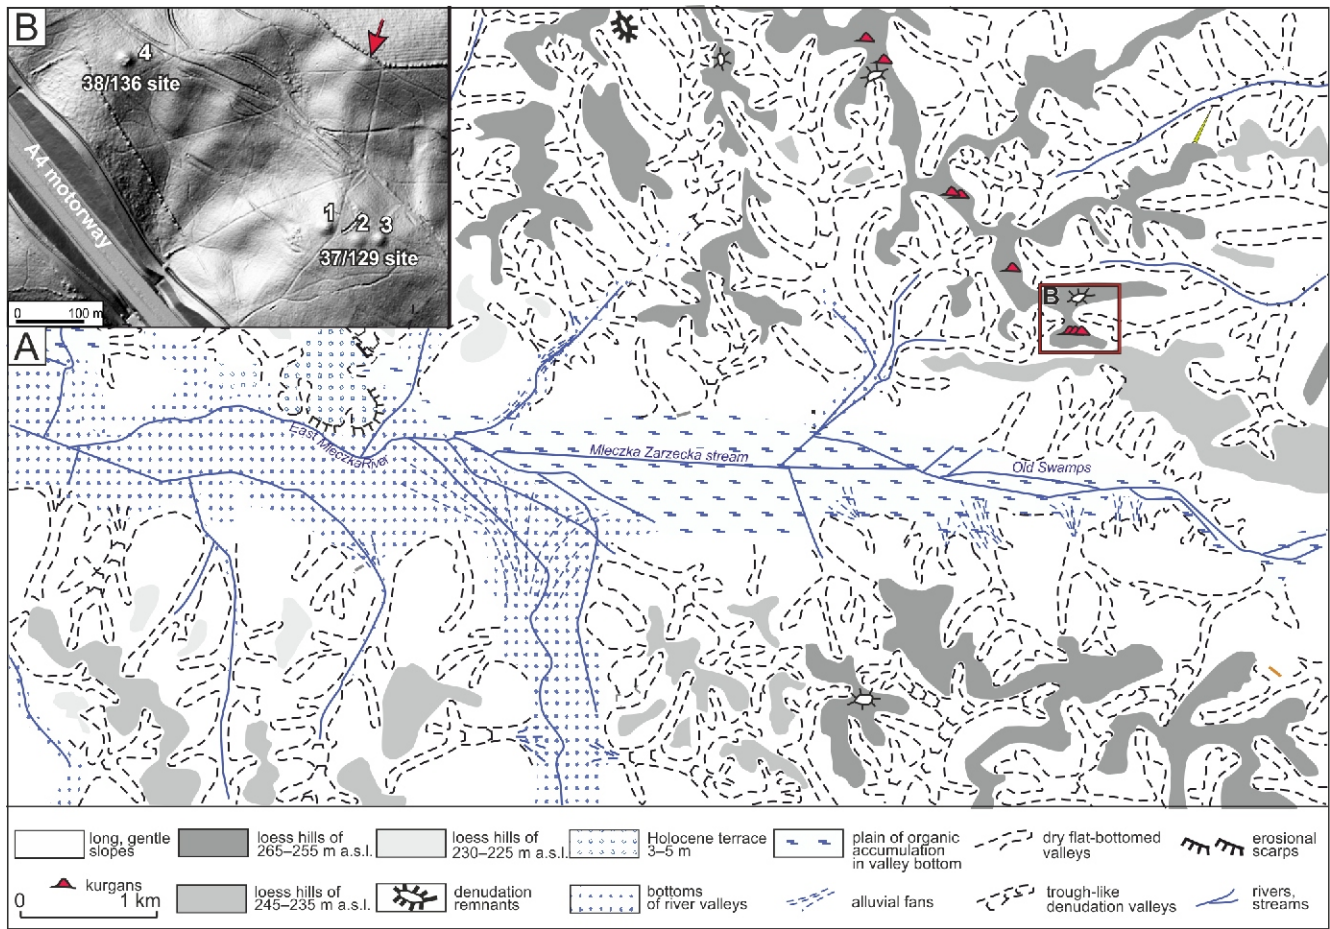 B
4
38/136 site
A4 motorway
1
2
3
37/129 site
0 100 m
A
B
East MleczkaRiver
Mleczka Zarzecka stream
Old Swamps
long, gentle
slopes
loess hills of
265–255 m a.s.l.
loess hills of
230–225 m a.s.l.
Holocene terrace
3–5 m
plain of organic
accumulation
in valley bottom
dry flat-bottomed
valleys
erosional
scarps
kurgans
0 1 km
loess hills of
245–235 m a.s.l.
denudation
remnants
bottoms
of river valleys
alluvial fans
trough-like
denudation valleys
rivers,
streams